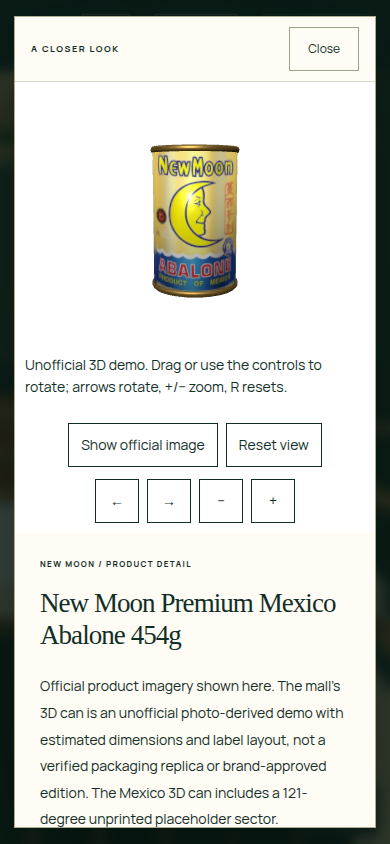 A CLOSER LOOK
Close
NewMoon
ABALONE
PRODUCT OF MEXICO
Unofficial 3D demo. Drag or use the controls to
rotate; arrows rotate, +/− zoom, R resets.
Show official image
Reset view
←
→
−
+
NEW MOON / PRODUCT DETAIL
New Moon Premium Mexico
Abalone 454g
Official product imagery shown here. The mall's
3D can is an unofficial photo-derived demo with
estimated dimensions and label layout, not a
verified packaging replica or brand-approved
edition. The Mexico 3D can includes a 121-
degree unprinted placeholder sector.